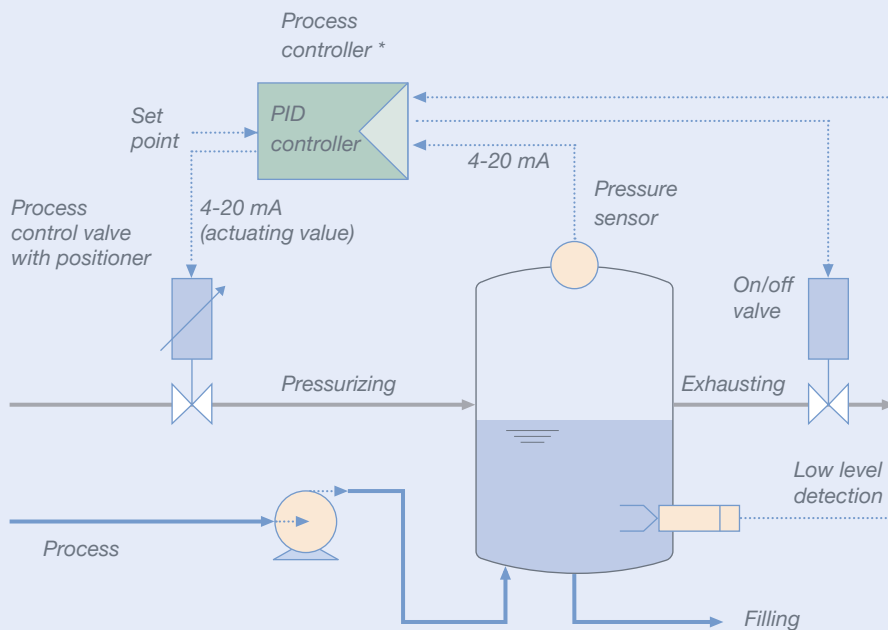 Process
controller *
PID
controller
Set
point
4-20 mA
Pressure
sensor
Process
control valve
with positioner
4-20 mA
(actuating value)
On/off
valve
Pressurizing
Exhausting
Low level
detection
Process
Filling